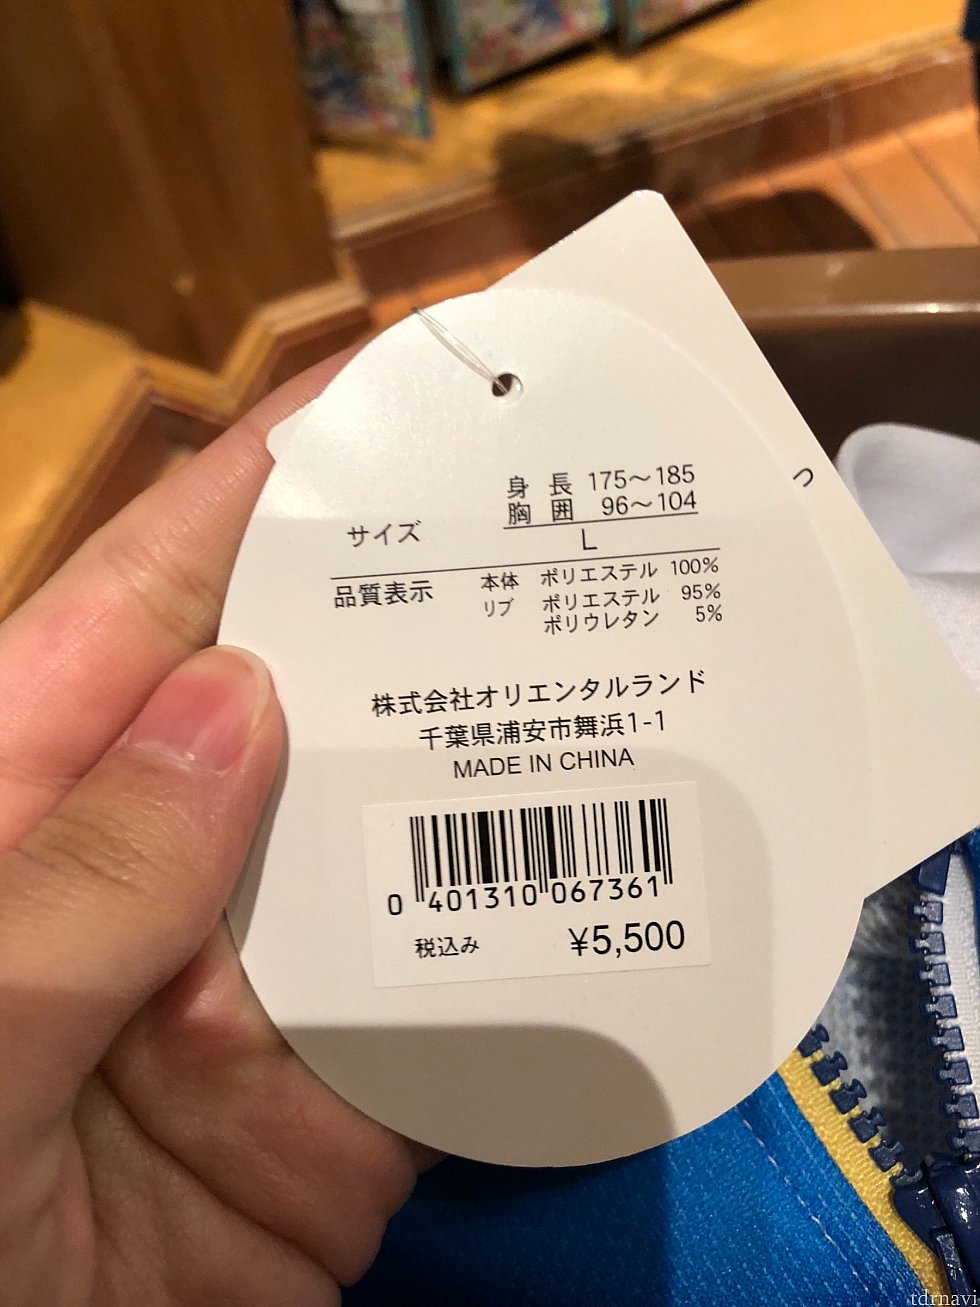 身長 175～185
胸囲 96～104
サイズ L
品質表示 本体 ポリエステル 100%
リブ ポリエステル 95%
ポリウレタン 5%
株式会社オリエンタルランド
千葉県浦安市舞浜1-1
MADE IN CHINA
0 401310 067361
税込み ¥5,500
つ
tdrnavi